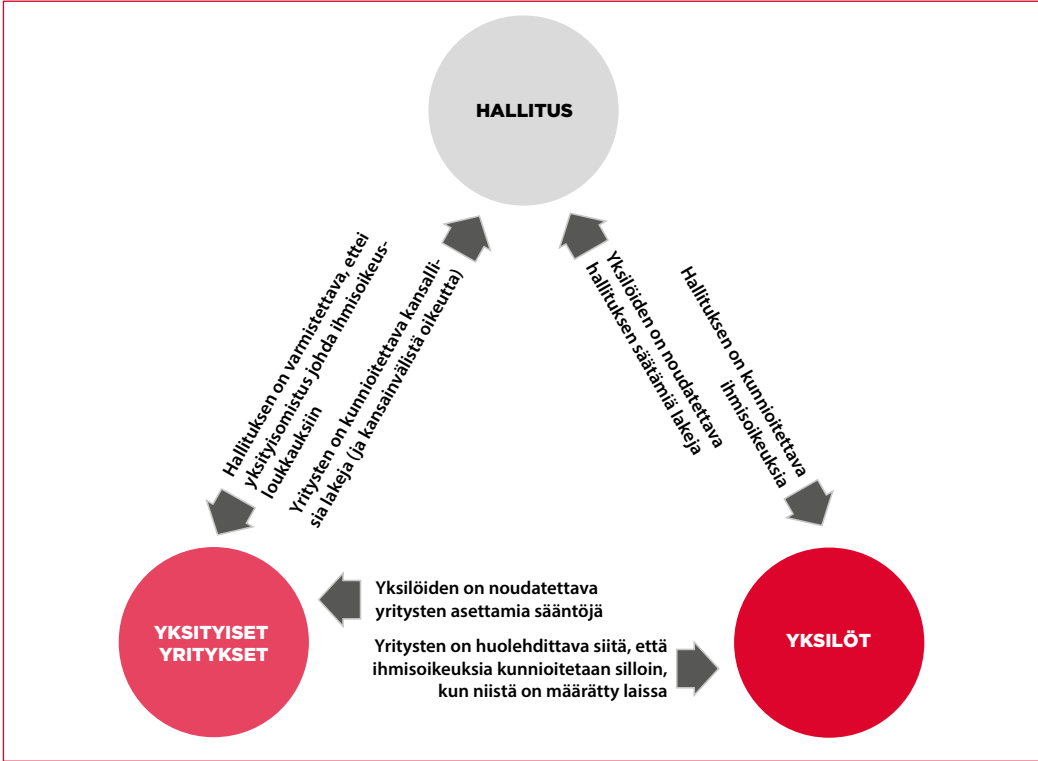 HALLITUS
Hallituksen on varmistettava, ettei
yksityisomistus johda ihmisoikeus-
loukkauksiin
Yritysten on kunnioitettava kansalli-
sia lakeja (ja kansainvälistä oikeutta)
Yksilöiden on noudatettava
hallituksen säätämiä lakeja
Hallituksen on kunnioitettava
ihmisoikeuksia
YKSITYISET
YRITYKSET
Yksilöiden on noudatettava
yritysten asettamia sääntöjä
Yritysten on huolehdittava siitä, että
ihmisoikeuksia kunnioitetaan silloin,
kun niistä on määrätty laissa
YKSILÖT